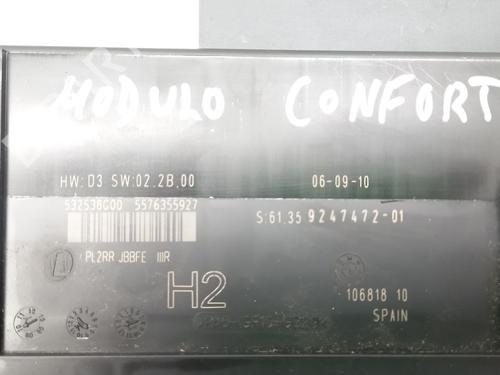 MODULO CONFORT
HW: D3 SW:02.2B.00 06-09-10
532536G00 5576355927
S:61.35 9247472-01
PL2RR JBBFE IIIR
H2
106818 10
SPAIN